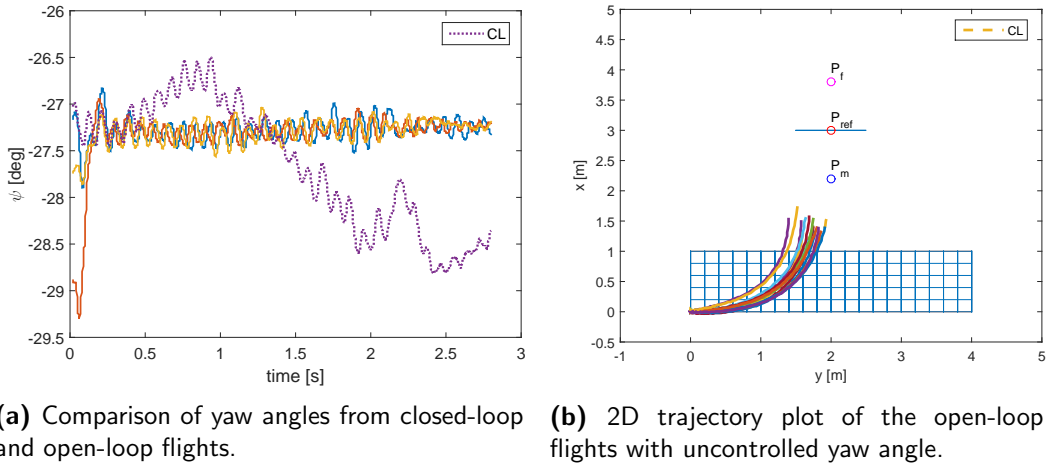 -26
-26.5
-27
-27.5
-28
-28.5
-29
-29.5
ψ [deg]
CL
0 0.5 1 1.5 2 2.5 3
time [s]
5
4.5
4
3.5
3
2.5
2
1.5
1
0.5
0
-0.5
x [m]
CL
P_f
P_ref
P_m
-1 0 1 2 3 4 5
y [m]
(a) Comparison of yaw angles from closed-loop
and open-loop flights.
(b) 2D trajectory plot of the open-loop
flights with uncontrolled yaw angle.